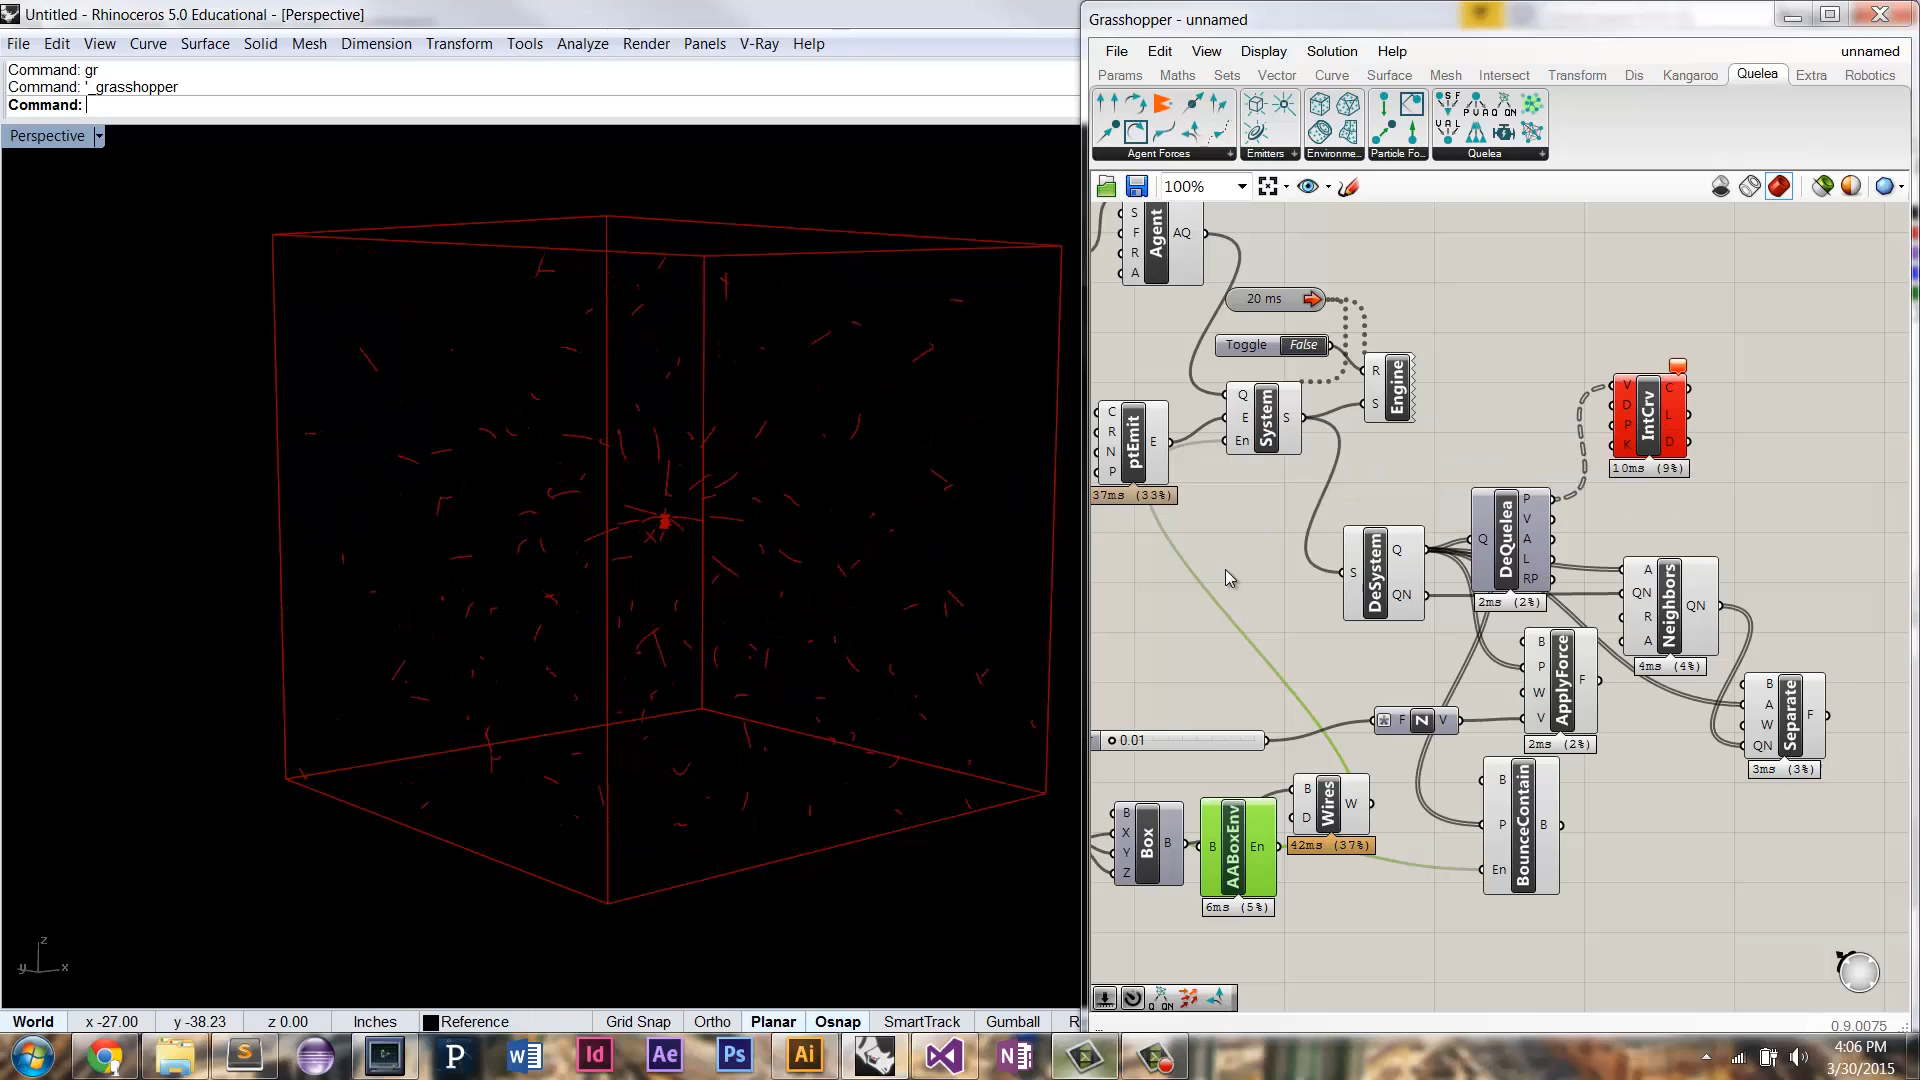 Untitled - Rhinoceros 5.0 Educational - [Perspective]
File Edit View Curve Surface Solid Mesh Dimension Transform Tools Analyze Render Panels V-Ray Help
Command: gr
Command: '_grasshopper
Command:
Perspective
z
y x
x
World x -27.00 y -38.23 z 0.00 Inches Reference Grid Snap Ortho Planar Osnap SmartTrack Gumball R
Grasshopper - unnamed
File Edit View Display Solution Help unnamed
Params Maths Sets Vector Curve Surface Mesh Intersect Transform Dis Kangaroo Quelea Extra Robotics
Agent Forces Emitters Environme... Particle Fo... Quelea
100%
S F R A Agent AQ
20 ms
Toggle False
R S Engine
Q E En System S
C R N P ptEmit E
37ms (33%)
V D P K IntCrv C L D
10ms (9%)
Q DeQuelea P V A L RP
2ms (2%)
S DeSystem Q QN
A QN R A Neighbors QN
4ms (4%)
B P W V ApplyForce F
2ms (2%)
B A W QN Separate F
3ms (3%)
0.01
F Z V
B X Y Z Box B
B AABoxEnv En
6ms (5%)
B D Wires W
42ms (37%)
B P En BounceContain B
0.9.0075
4:06 PM
3/30/2015